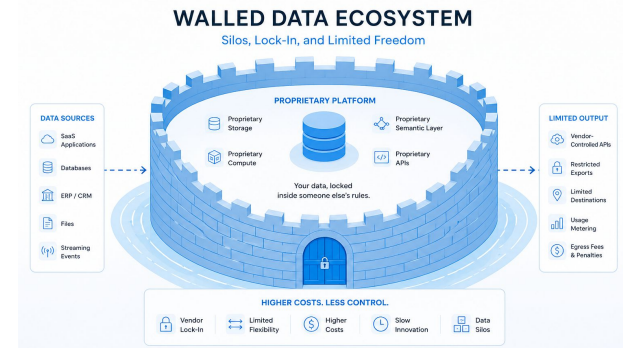 WALLED DATA ECOSYSTEM
Silos, Lock-In, and Limited Freedom
DATA SOURCES
SaaS
Applications
Databases
ERP / CRM
Files
Streaming
Events
PROPRIETARY PLATFORM
Proprietary
Storage
Proprietary
Semantic Layer
Proprietary
Compute
Proprietary
APIs
Your data, locked
inside someone else's rules.
LIMITED OUTPUT
Vendor-
Controlled APIs
Restricted
Exports
Limited
Destinations
Usage
Metering
Egress Fees
& Penalties
HIGHER COSTS. LESS CONTROL.
Vendor
Lock-In
Limited
Flexibility
Higher
Costs
Slow
Innovation
Data
Silos